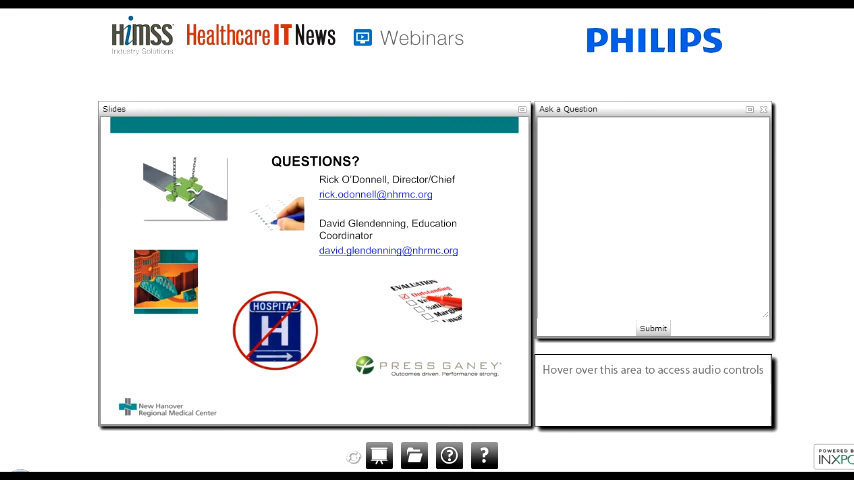 HiMSS
Industry Solutions
Healthcare IT News
Webinars
PHILIPS
Slides
QUESTIONS?
Rick O'Donnell, Director/Chief
rick.odonnell@nhrmc.org
David Glendenning, Education
Coordinator
david.glendenning@nhrmc.org
HOSPITAL
H
EVALUATION
Outstanding
PRESS GANEY
Outcomes driven. Performance strong.
New Hanover
Regional Medical Center
Ask a Question
Submit
Hover over this area to access audio controls
?
?
POWERED B
INXPO